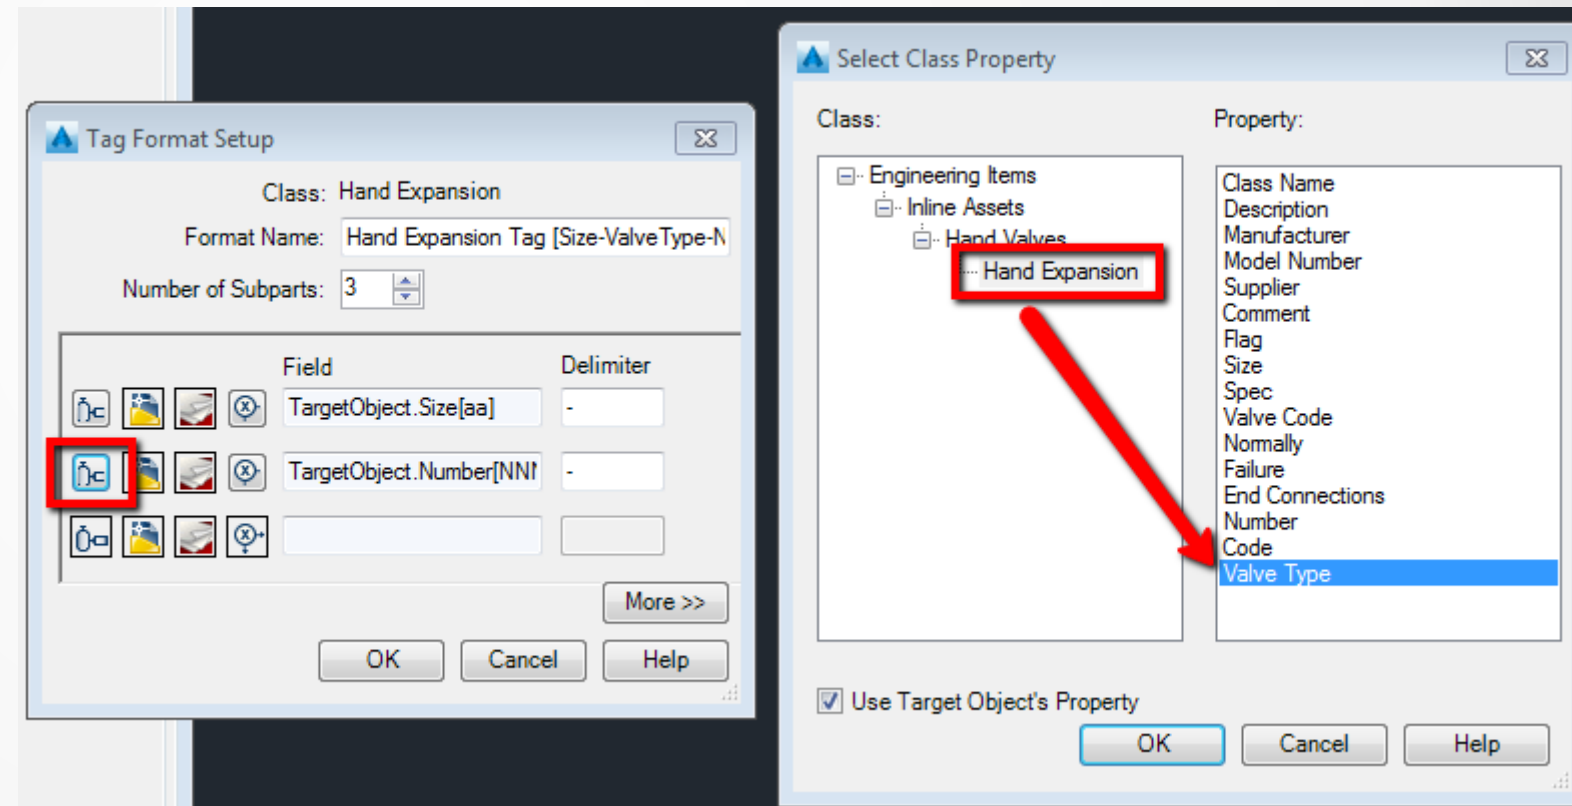 Tag Format Setup
Class: Hand Expansion
Format Name: Hand Expansion Tag [Size-ValveType-N
Number of Subparts: 3
Field Delimiter
TargetObject.Size[aa] -
TargetObject.Number[NNN -
More >>
OK Cancel Help
Select Class Property
Class:
Engineering Items
Inline Assets
Hand Valves
Hand Expansion
Property:
Class Name
Description
Manufacturer
Model Number
Supplier
Comment
Flag
Size
Spec
Valve Code
Normally
Failure
End Connections
Number
Code
Valve Type
Use Target Object's Property
OK Cancel Help